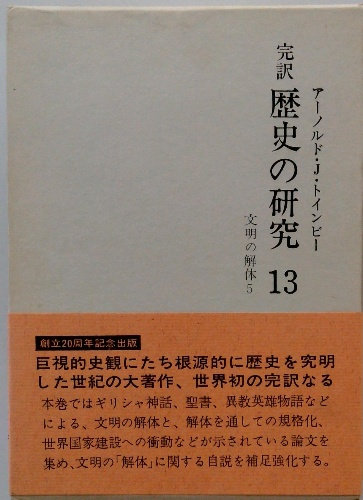 アーノルド・J・トインビー
完訳 歴史の研究 13
文明の解体5
創立20周年記念出版
巨視的史観にたち根源的に歴史を究明
した世紀の大著作、世界初の完訳なる
本巻ではギリシャ神話、聖書、異教英雄物語など
による、文明の解体と、解体を通しての規格化、
世界国家建設への衝動などが示されている論文を
集め、文明の「解体」に関する自説を補足強化する。